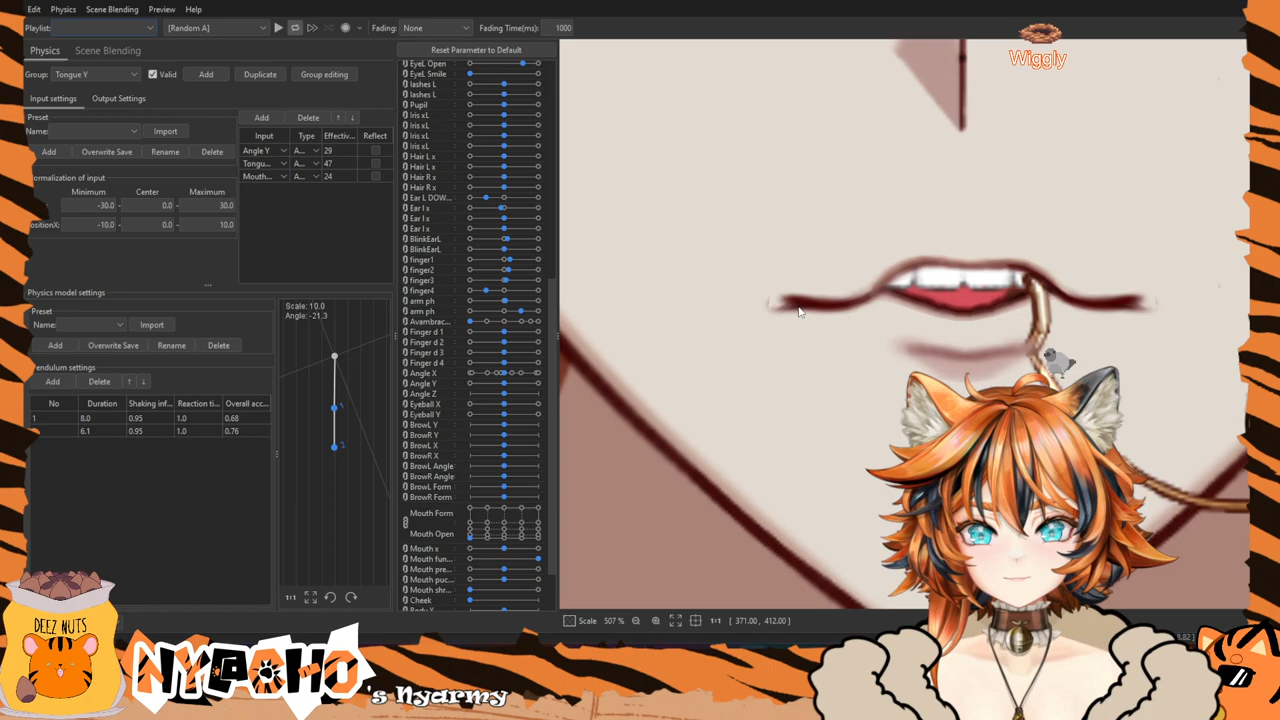 Edit Physics Scene Blending Preview Help
Playlist: [Random A] Fading: None Fading Time(ms): 1000
Physics Scene Blending
Reset Parameter to Default
Group: Tongue Y Valid Add Duplicate Group editing
Input settings Output Settings
Preset
Name: Import
Add Overwrite Save Rename Delete
ormalization of input
Minimum Center Maximum
-30.0 - 0.0 - 30.0
ositionX: -10.0 - 0.0 - 10.0
Add Delete
Input Type Effectiv... Reflect
Angle Y A... 29
Tongu... A... 47
Mouth... A... 24
Physics model settings
Preset
Name: Import
Add Overwrite Save Rename Delete
endulum settings
Add Delete
No Duration Shaking inf... Reaction ti... Overall acc...
1 8.0 0.95 1.0 0.68
6.1 0.95 1.0 0.76
Scale: 10.0
Angle: -21.3
1:1
EyeL Open
EyeL Smile
lashes L
lashes L
Pupil
Iris xL
Iris xL
Iris xL
Iris xL
Hair L x
Hair L x
Hair R x
Hair R x
Ear L DOW...
Ear l x
Ear l x
Ear l x
BlinkEarL
BlinkEarL
finger1
finger2
finger3
finger4
arm ph
arm ph
Avambrac...
Finger d 1
Finger d 2
Finger d 3
Finger d 4
Angle X
Angle Y
Angle Z
Eyeball X
Eyeball Y
BrowL Y
BrowR Y
BrowL X
BrowR X
BrowL Angle
BrowR Angle
BrowL Form
BrowR Form
Mouth Form
Mouth Open
Mouth x
Mouth fun...
Mouth pre...
Mouth puc...
Mouth shr...
Cheek
Scale 507 % 1:1 [ 371.00, 412.00 ]
Wiggly
DEEZ NUTS
NYAOHO
's Nyarmy